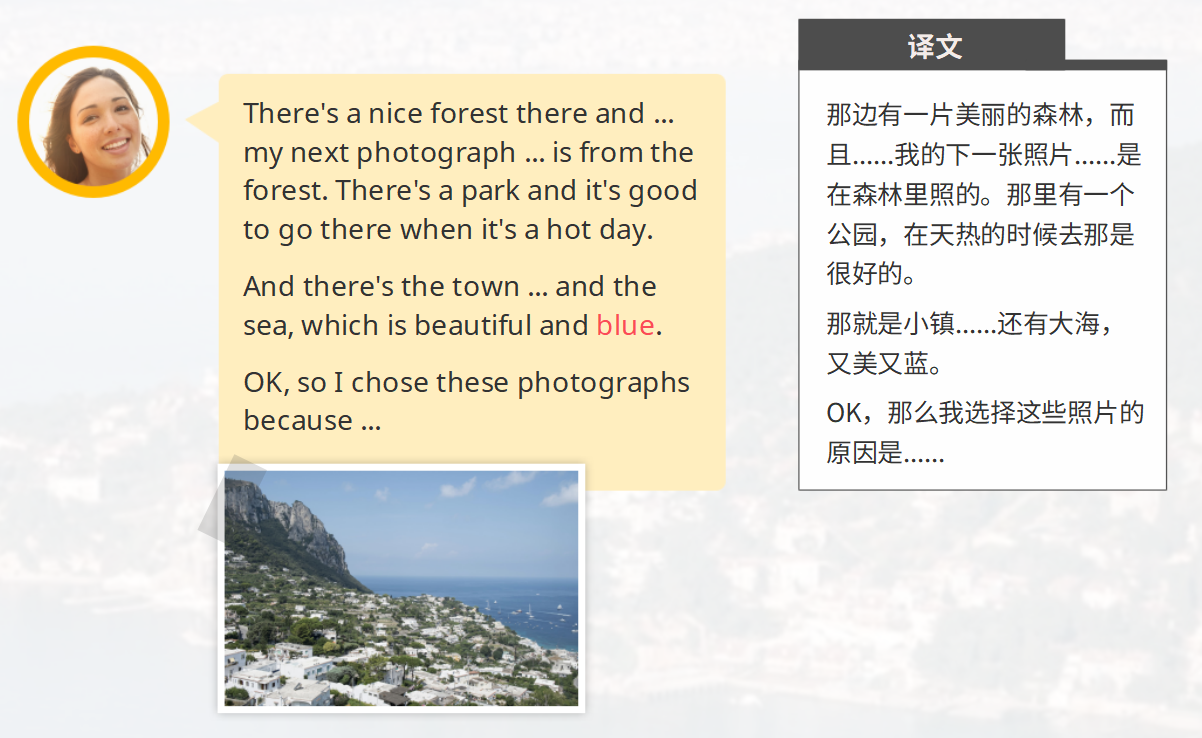 There's a nice forest there and ...
my next photograph ... is from the
forest. There's a park and it's good
to go there when it's a hot day.
And there's the town ... and the
sea, which is beautiful and blue.
OK, so I chose these photographs
because ...
译文
那边有一片美丽的森林，而
且......我的下一张照片......是
在森林里照的。那里有一个
公园，在天热的时候去那是
很好的。
那就是小镇......还有大海，
又美又蓝。
OK，那么我选择这些照片的
原因是......